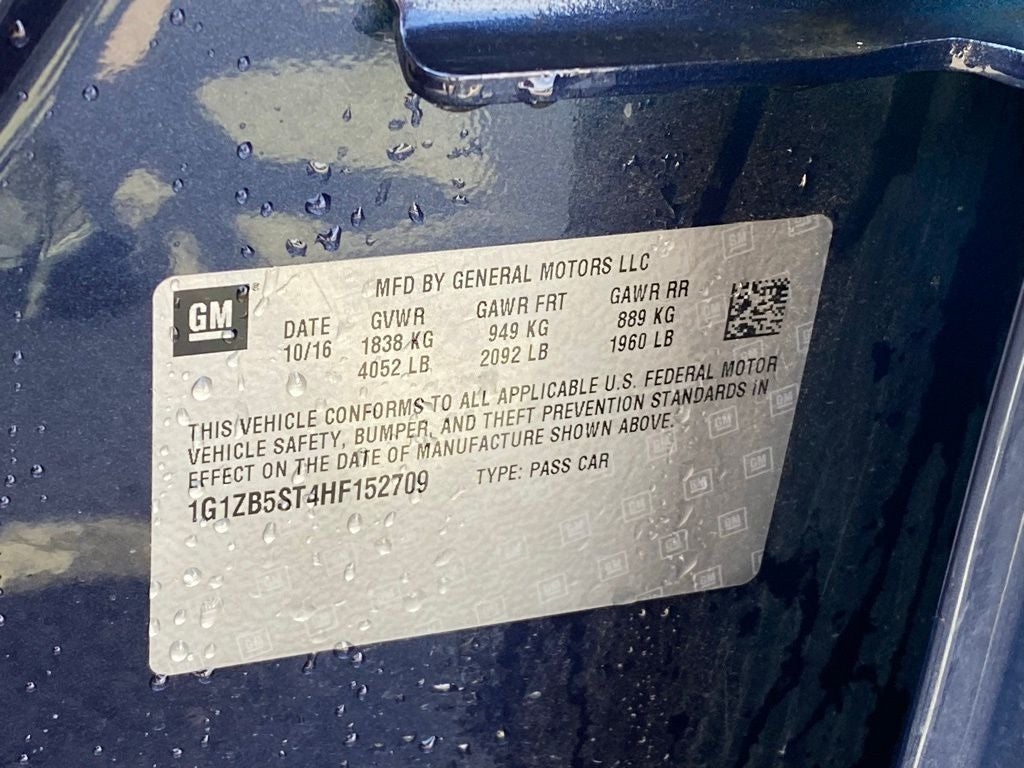 GM
MFD BY GENERAL MOTORS LLC
DATE GVWR GAWR FRT GAWR RR
10/16 1838 KG 949 KG 889 KG
4052 LB 2092 LB 1960 LB
THIS VEHICLE CONFORMS TO ALL APPLICABLE U.S. FEDERAL MOTOR
VEHICLE SAFETY, BUMPER, AND THEFT PREVENTION STANDARDS IN
EFFECT ON THE DATE OF MANUFACTURE SHOWN ABOVE.
1G1ZB5ST4HF152709 TYPE: PASS CAR